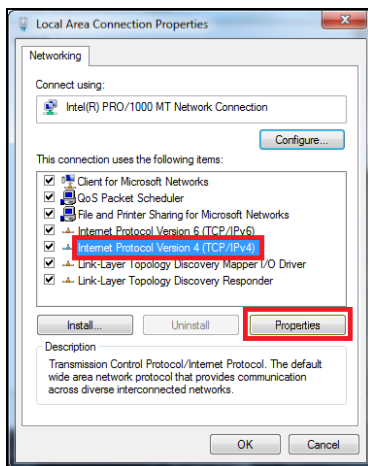 Local Area Connection Properties
Networking
Connect using:
Intel(R) PRO/1000 MT Network Connection
Configure...
This connection uses the following items:
Client for Microsoft Networks
QoS Packet Scheduler
File and Printer Sharing for Microsoft Networks
Internet Protocol Version 6 (TCP/IPv6)
Internet Protocol Version 4 (TCP/IPv4)
Link-Layer Topology Discovery Mapper I/O Driver
Link-Layer Topology Discovery Responder
Install...
Uninstall
Properties
Description
Transmission Control Protocol/Internet Protocol. The default
wide area network protocol that provides communication
across diverse interconnected networks.
OK
Cancel